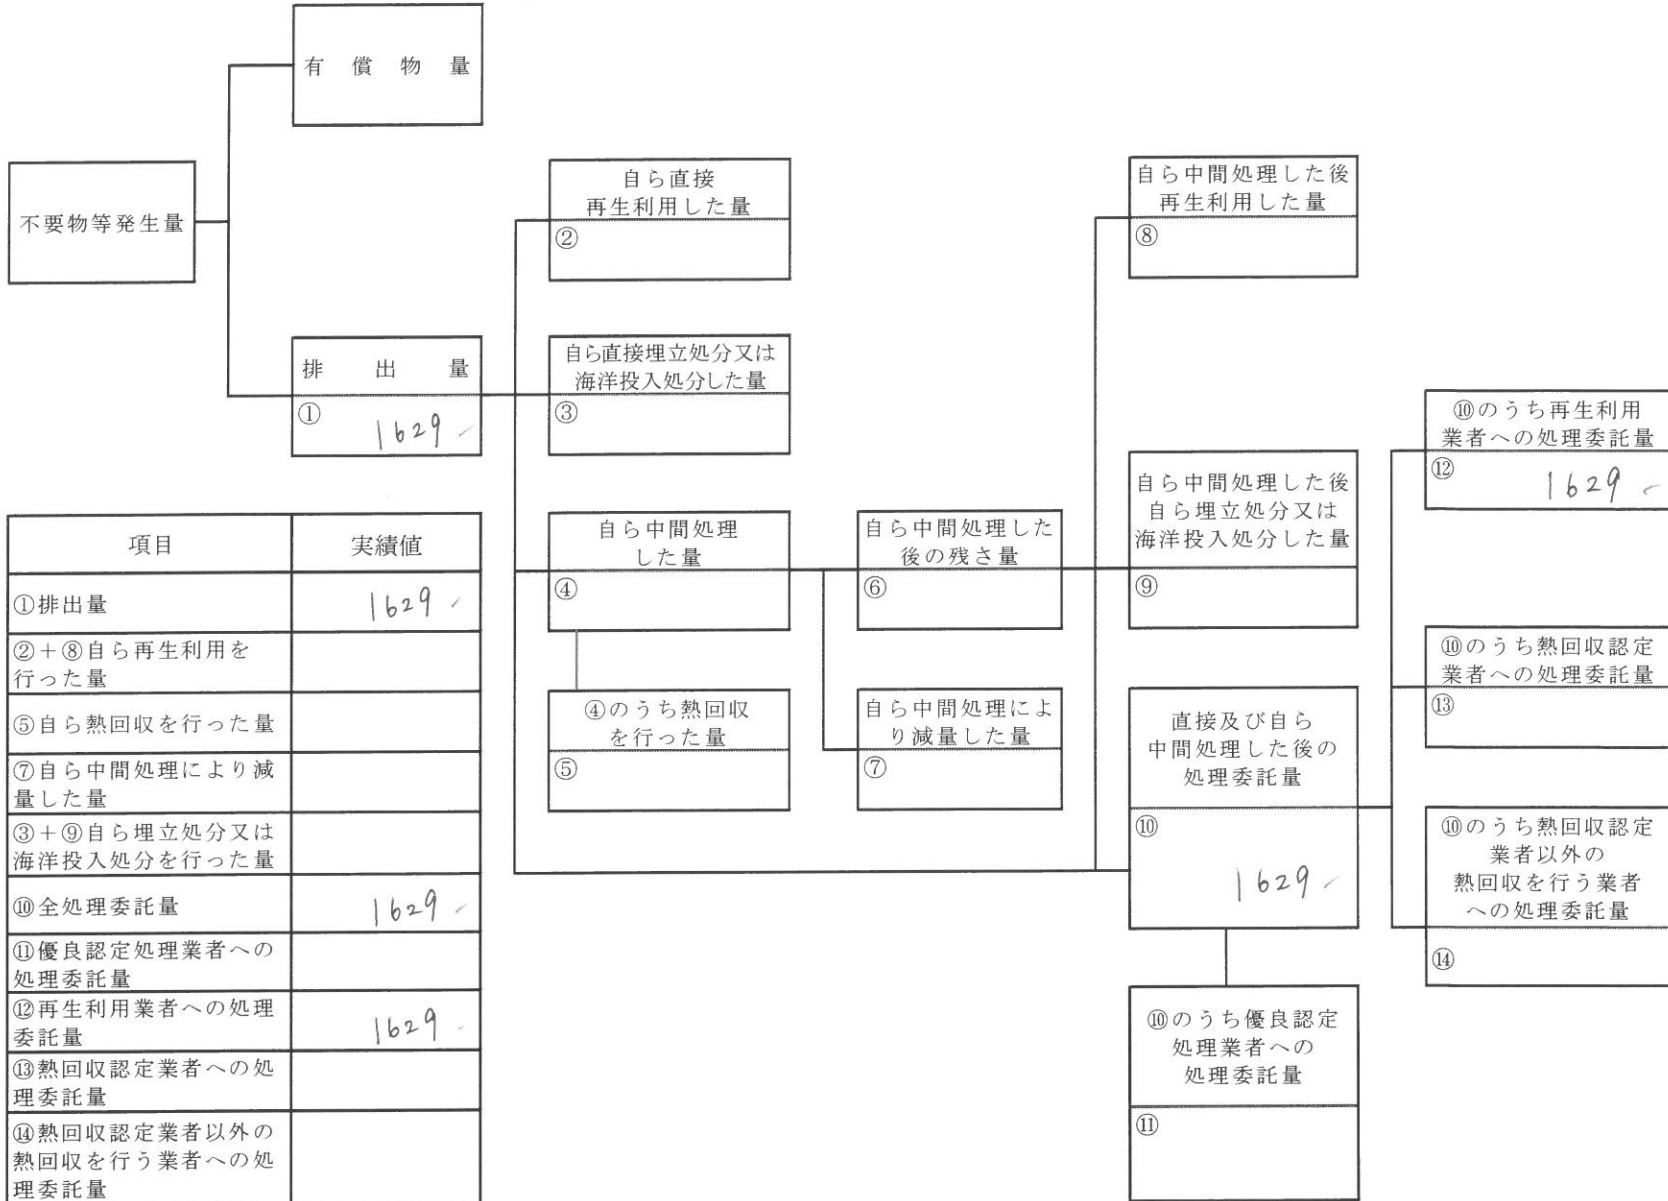 有償物量
不要物等発生量
排出量
①
1629
自ら直接
再生利用した量
②
自ら直接埋立処分又は
海洋投入処分した量
③
自ら中間処理
した量
④
④のうち熱回収
を行った量
⑤
自ら中間処理した
後の残さ量
⑥
自ら中間処理によ
り減量した量
⑦
自ら中間処理した後
再生利用した量
⑧
自ら中間処理した後
自ら埋立処分又は
海洋投入処分した量
⑨
直接及び自ら
中間処理した後の
処理委託量
⑩
1629
⑩のうち優良認定
処理業者への
処理委託量
⑪
⑩のうち再生利用
業者への処理委託量
⑫
1629
⑩のうち熱回収認定
業者への処理委託量
⑬
⑩のうち熱回収認定
業者以外の
熱回収を行う業者
への処理委託量
⑭
項目 実績値
①排出量 1629
②+⑧自ら再生利用を
行った量
⑤自ら熱回収を行った量
⑦自ら中間処理により減
量した量
③+⑨自ら埋立処分又は
海洋投入処分を行った量
⑩全処理委託量 1629
⑪優良認定処理業者への
処理委託量
⑫再生利用業者への処理
委託量 1629
⑬熱回収認定業者への処
理委託量
⑭熱回収認定業者以外の
熱回収を行う業者への処
理委託量